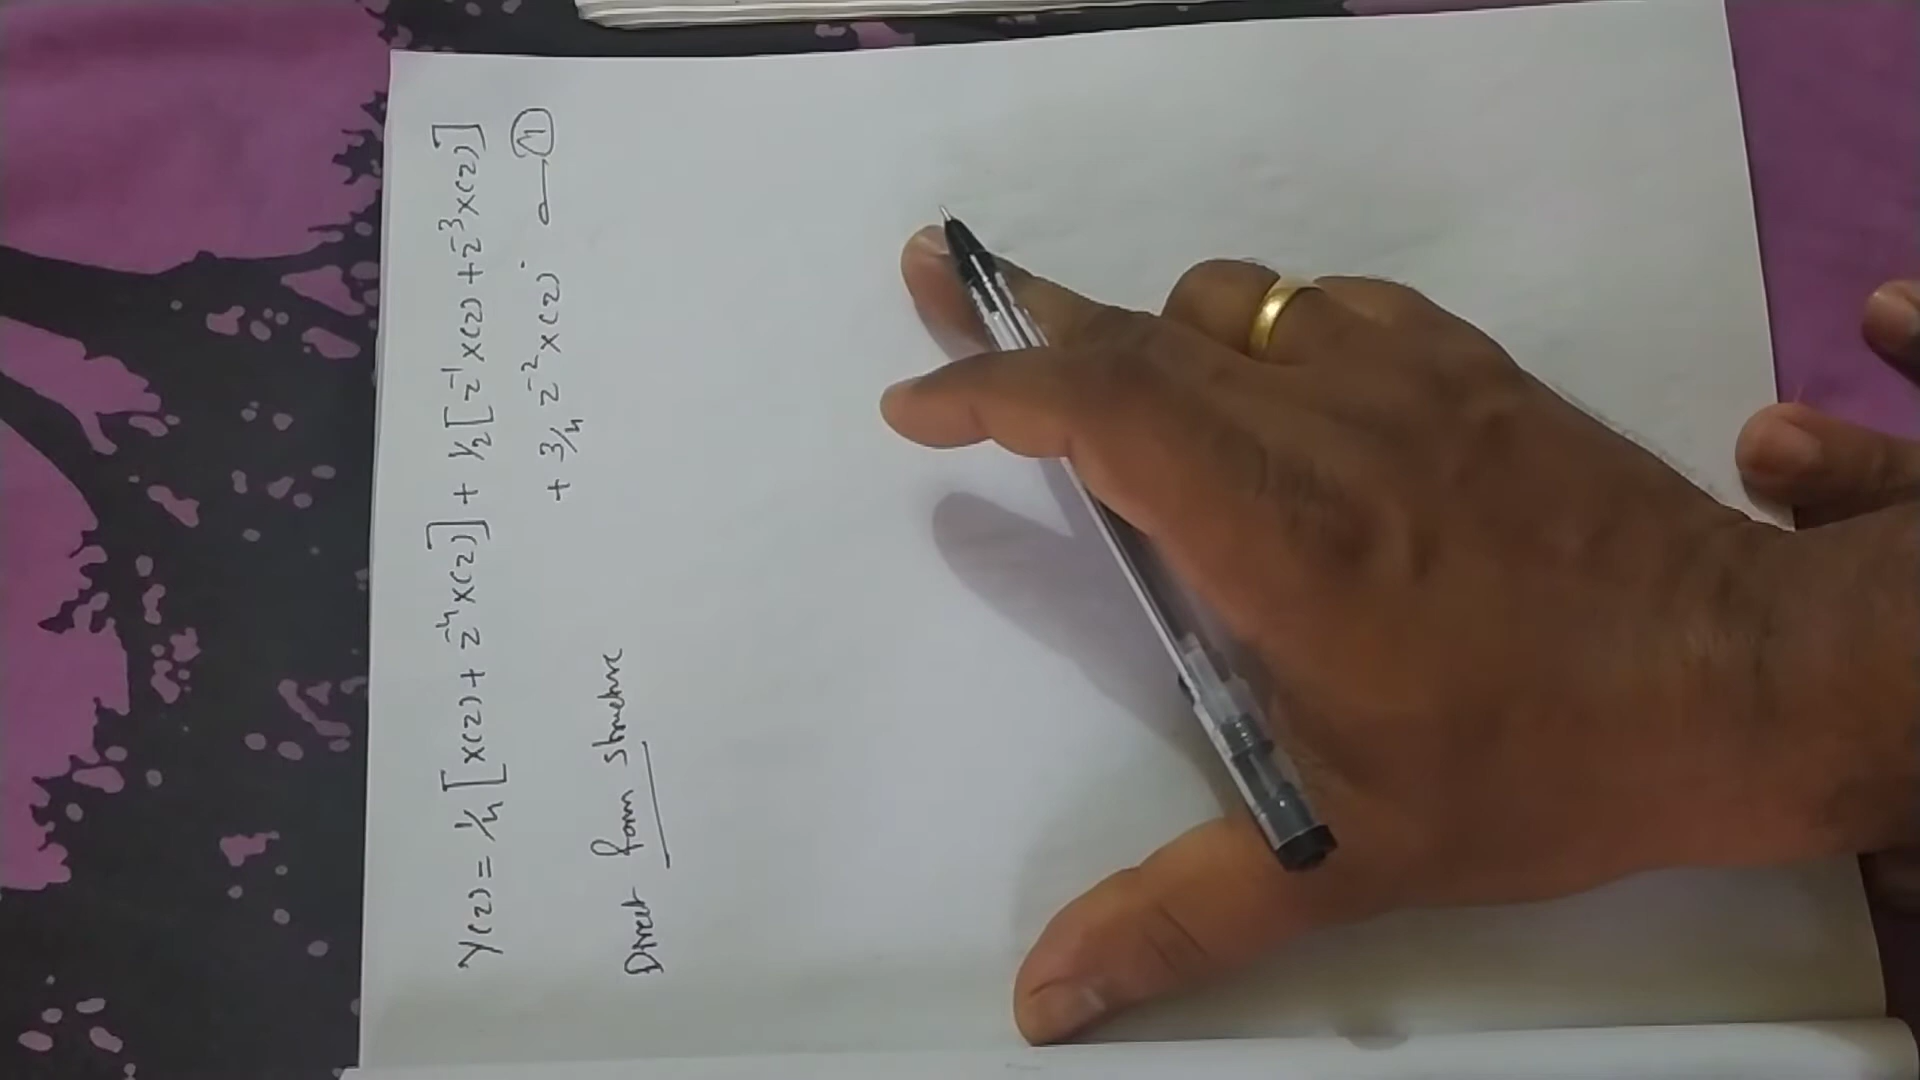 Y(z) = 1/4 [X(z) + z⁻⁴ X(z)] + 1/2 [z⁻¹ X(z) + z⁻³ X(z)]
+ 3/4 z⁻² X(z) — 1
Direct form structure